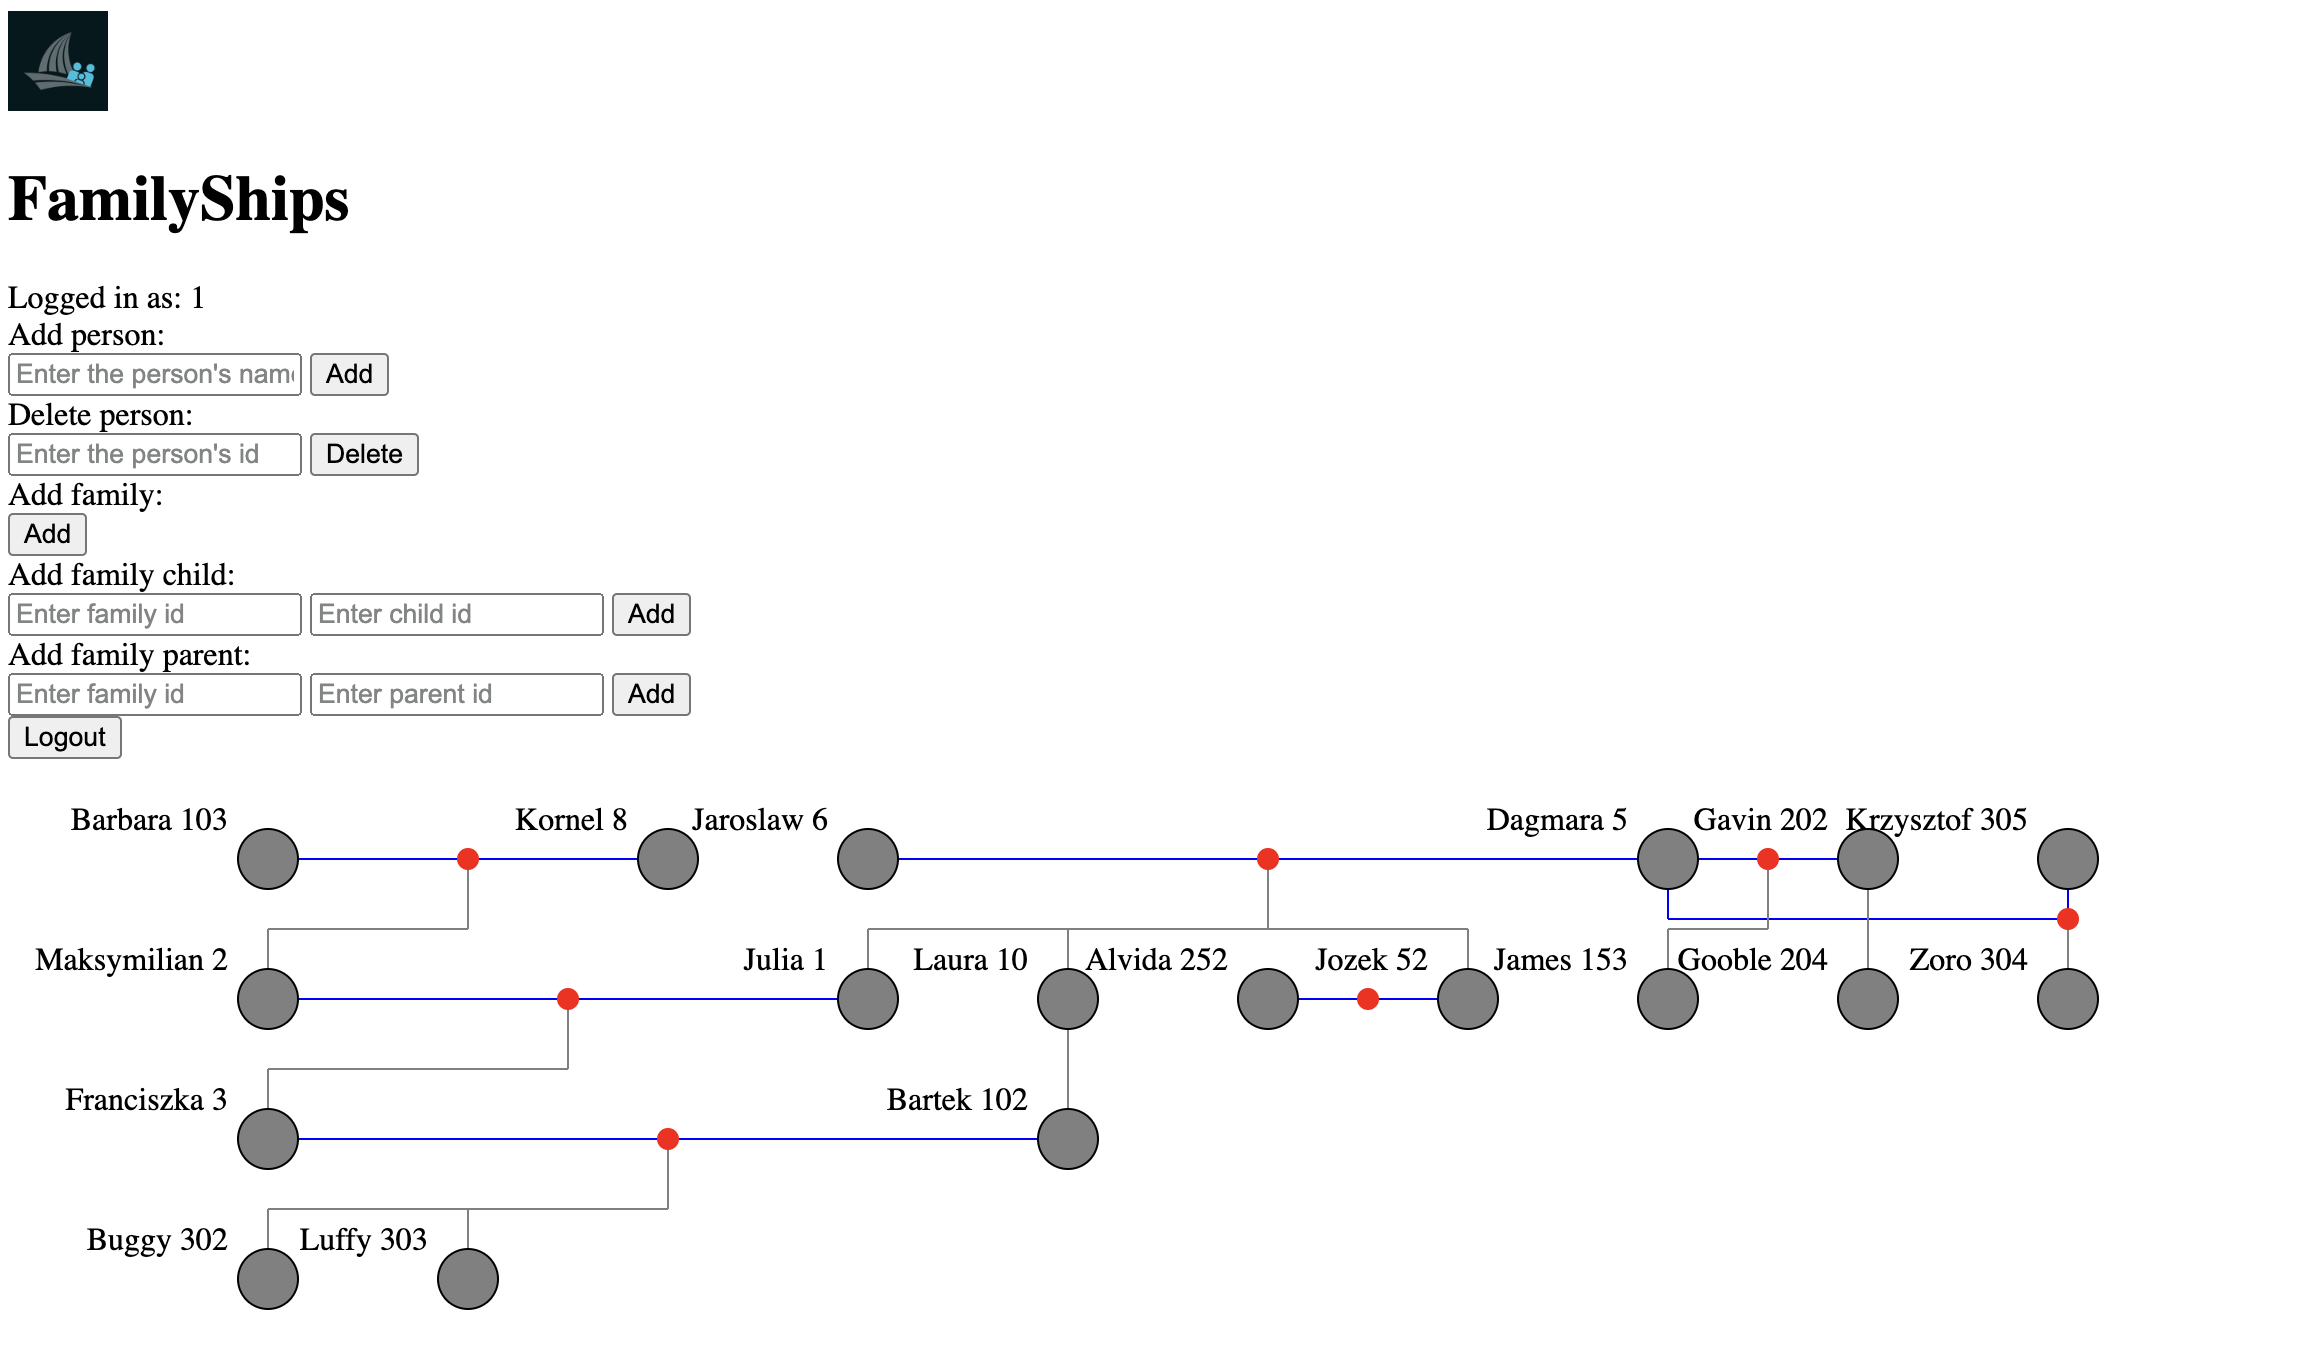 FamilyShips
Logged in as: 1
Add person:
Enter the person's nam Add
Delete person:
Enter the person's id Delete
Add family:
Add
Add family child:
Enter family id Enter child id Add
Add family parent:
Enter family id Enter parent id Add
Logout
Barbara 103 Kornel 8 Jaroslaw 6 Dagmara 5 Gavin 202 Krzysztof 305
Maksymilian 2 Julia 1 Laura 10 Alvida 252 Jozek 52 James 153 Gooble 204 Zoro 304
Franciszka 3 Bartek 102
Buggy 302 Luffy 303